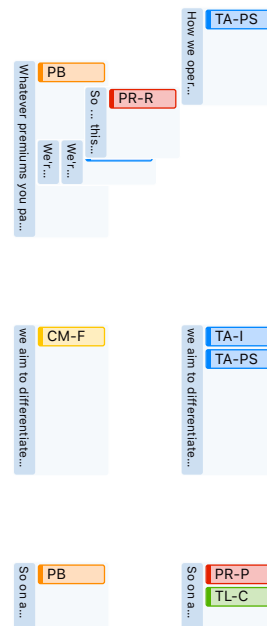 How we oper...
TA-PS
Whatever premiums you pa...
PB
So ... this...
PR-R
We'r...
We'r...
we aim to differentiate...
CM-F
we aim to differentiate...
TA-I
TA-PS
So on a...
PB
So on a...
PR-P
TL-C